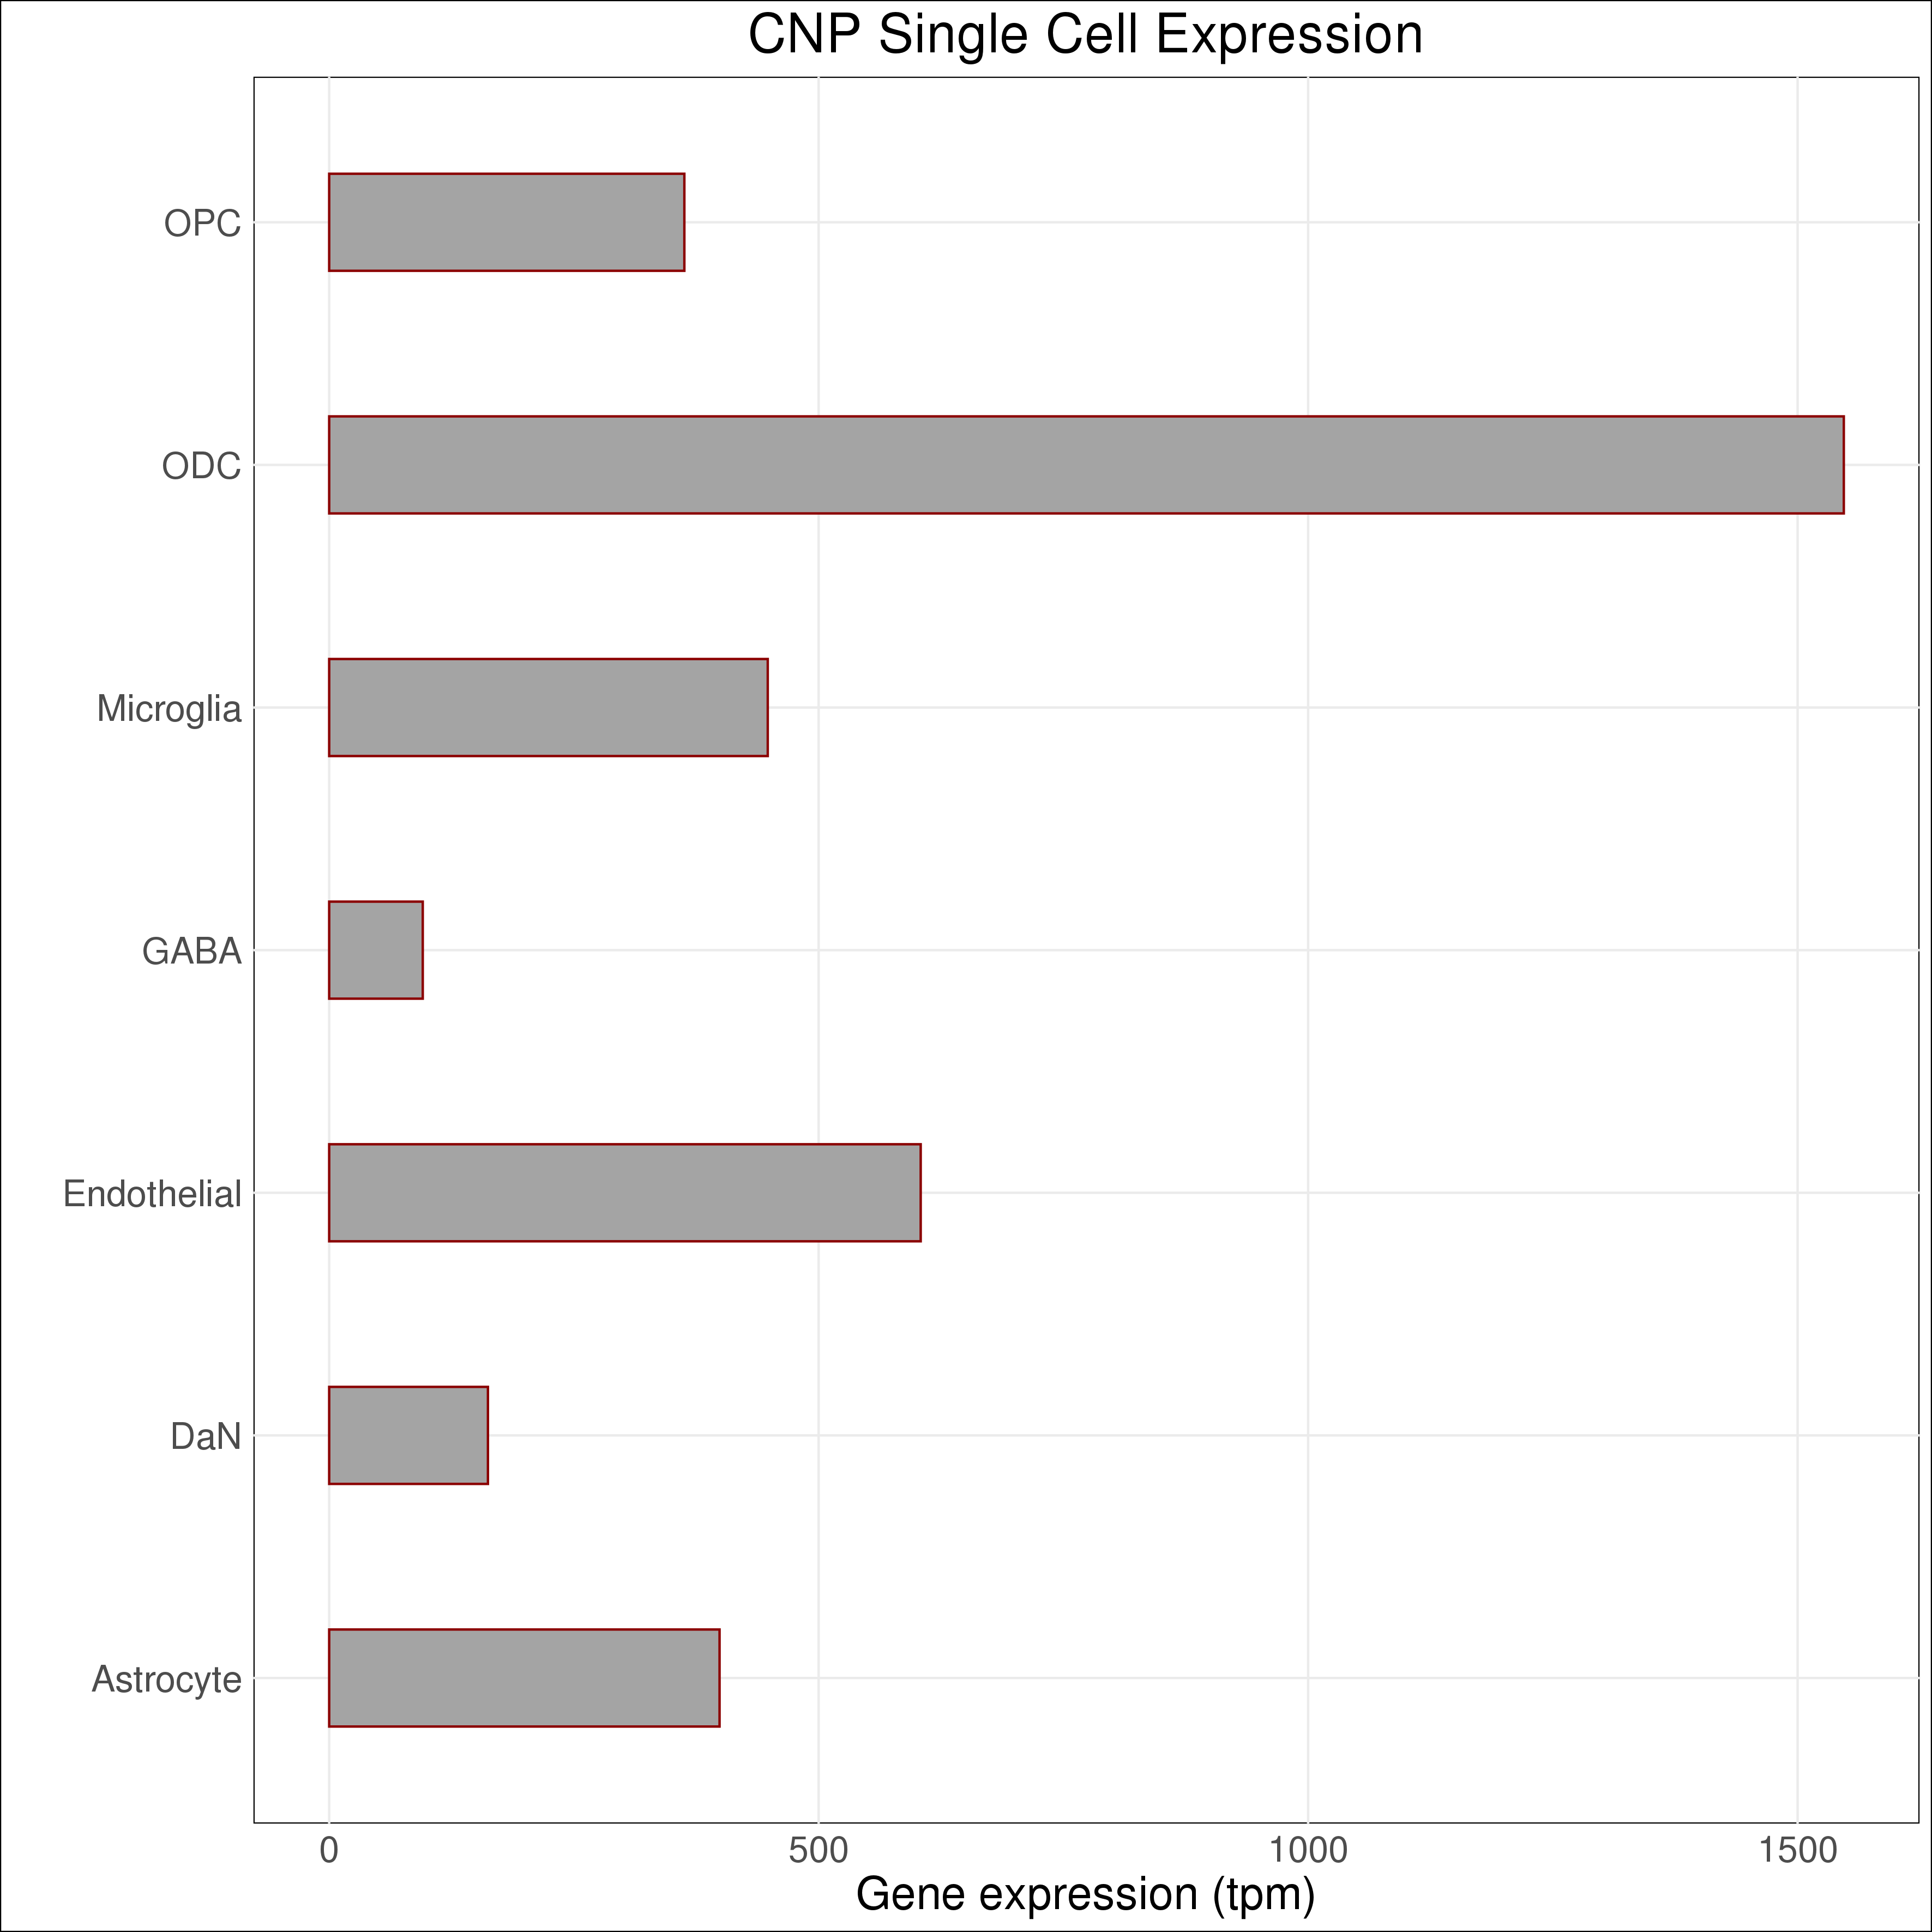 CNP Single Cell Expression
OPC
ODC
Microglia
GABA
Endothelial
DaN
Astrocyte
0 500 1000 1500
Gene expression (tpm)